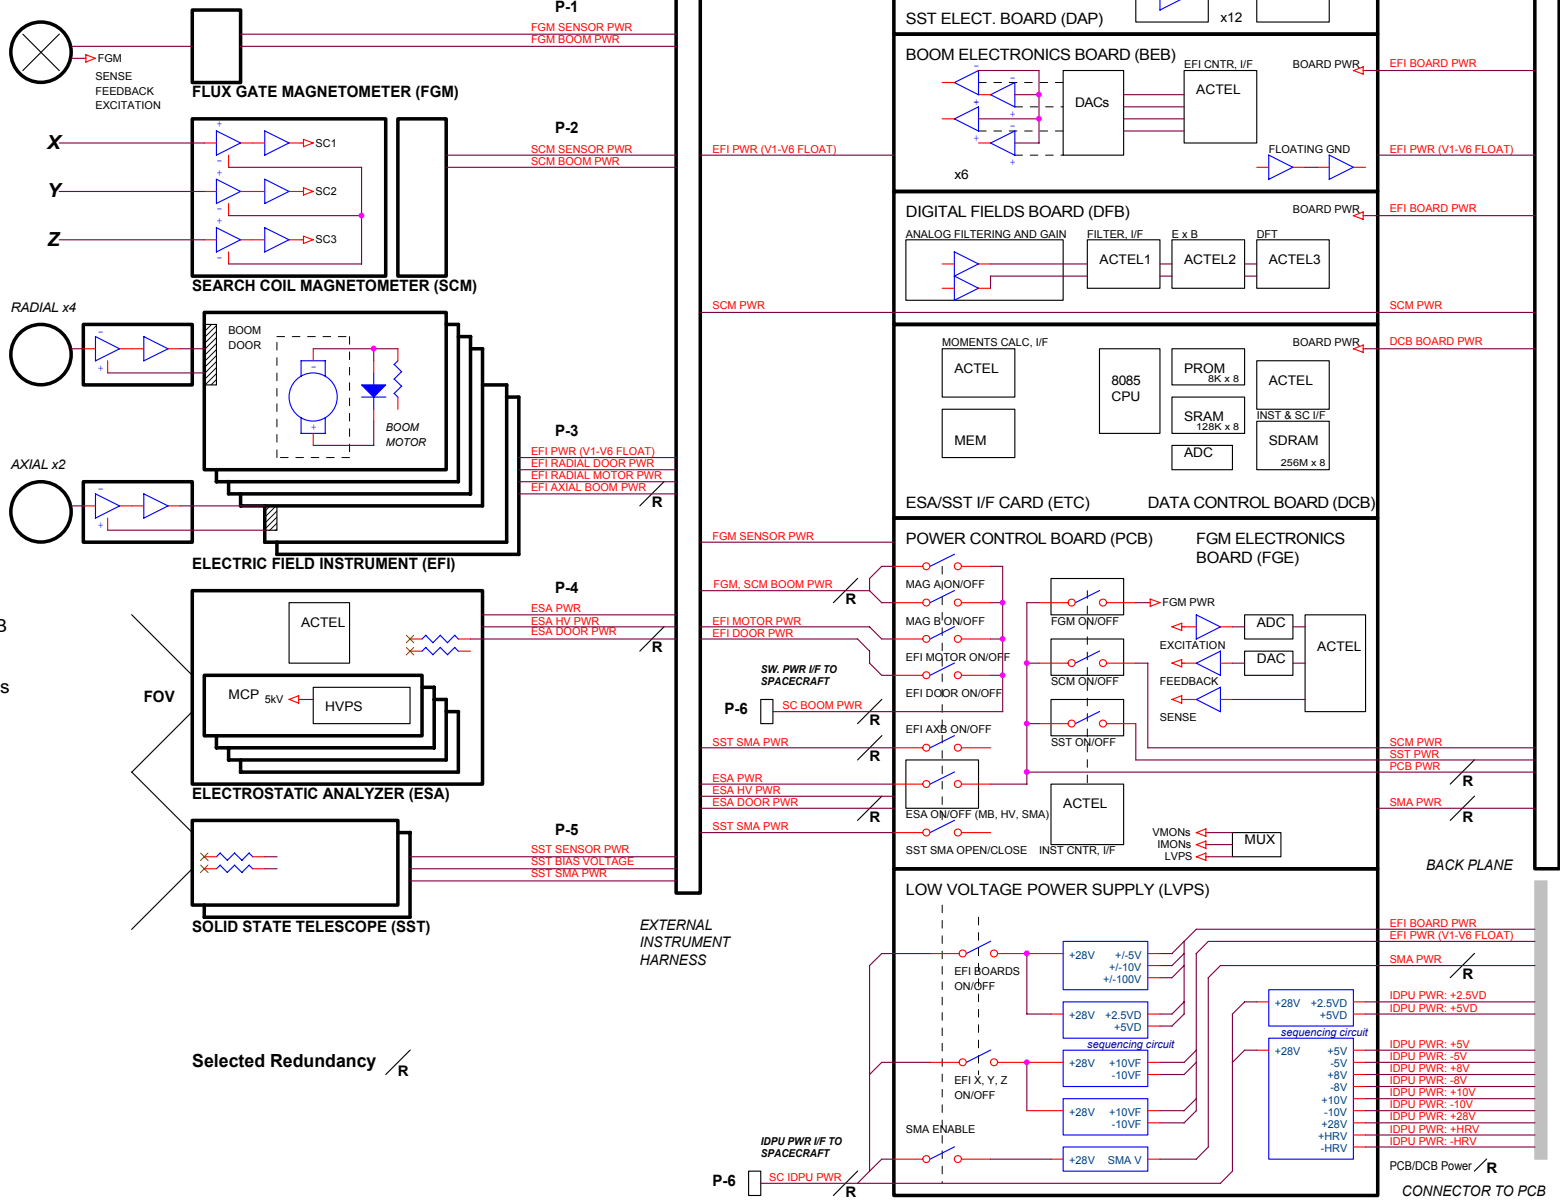 P-1
FGM SENSOR PWR
FGM BOOM PWR
FGM
SENSE
FEEDBACK
EXCITATION
FLUX GATE MAGNETOMETER (FGM)
X
Y
Z
+
-
SC1
+
-
SC2
+
-
SC3
P-2
SCM SENSOR PWR
SCM BOOM PWR
SEARCH COIL MAGNETOMETER (SCM)
RADIAL x4
BOOM
DOOR
BOOM
MOTOR
AXIAL x2
P-3
EFI PWR (V1-V6 FLOAT)
EFI RADIAL DOOR PWR
EFI RADIAL MOTOR PWR
EFI AXIAL BOOM PWR
R
ELECTRIC FIELD INSTRUMENT (EFI)
P-4
ESA PWR
ESA HV PWR
ESA DOOR PWR
R
ACTEL
B
s
FOV
MCP
5kV
HVPS
ELECTROSTATIC ANALYZER (ESA)
P-5
SST SENSOR PWR
SST BIAS VOLTAGE
SST SMA PWR
SOLID STATE TELESCOPE (SST)
EXTERNAL
INSTRUMENT
HARNESS
Selected Redundancy R
SST ELECT. BOARD (DAP)
x12
BOOM ELECTRONICS BOARD (BEB)
EFI CNTR, I/F
ACTEL
DACs
x6
FLOATING GND
BOARD PWR
EFI BOARD PWR
EFI PWR (V1-V6 FLOAT)
EFI PWR (V1-V6 FLOAT)
DIGITAL FIELDS BOARD (DFB)
BOARD PWR
EFI BOARD PWR
ANALOG FILTERING AND GAIN
FILTER, I/F
E x B
DFT
ACTEL1
ACTEL2
ACTEL3
SCM PWR
SCM PWR
MOMENTS CALC, I/F
ACTEL
MEM
8085
CPU
PROM
8K x 8
SRAM
128K x 8
ADC
BOARD PWR
DCB BOARD PWR
ACTEL
INST & SC I/F
SDRAM
256M x 8
ESA/SST I/F CARD (ETC)
DATA CONTROL BOARD (DCB)
FGM SENSOR PWR
POWER CONTROL BOARD (PCB)
FGM ELECTRONICS
BOARD (FGE)
FGM, SCM BOOM PWR
R
MAG A ON/OFF
MAG B ON/OFF
EFI MOTOR PWR
EFI DOOR PWR
EFI MOTOR ON/OFF
EFI DOOR ON/OFF
SW. PWR I/F TO
SPACECRAFT
P-6
SC BOOM PWR
R
EFI AXB ON/OFF
SST SMA PWR
R
ESA PWR
ESA HV PWR
ESA DOOR PWR
R
ESA ON/OFF (MB, HV, SMA)
SST SMA PWR
SST SMA OPEN/CLOSE
FGM ON/OFF
FGM PWR
SCM ON/OFF
SST ON/OFF
ACTEL
INST CNTR, I/F
EXCITATION
FEEDBACK
SENSE
ADC
DAC
ACTEL
SCM PWR
SST PWR
PCB PWR
R
SMA PWR
R
VMONs
IMONs
LVPS
MUX
BACK PLANE
LOW VOLTAGE POWER SUPPLY (LVPS)
EFI BOARDS
ON/OFF
+28V
+/-5V
+/-10V
+/-100V
+28V
+2.5VD
+5VD
sequencing circuit
EFI X, Y, Z
ON/OFF
+28V
+10VF
-10VF
+28V
+10VF
-10VF
SMA ENABLE
+28V
SMA V
IDPU PWR I/F TO
SPACECRAFT
P-6
SC IDPU PWR
R
EFI BOARD PWR
EFI PWR (V1-V6 FLOAT)
SMA PWR
R
+28V
+2.5VD
+5VD
sequencing circuit
IDPU PWR: +2.5VD
IDPU PWR: +5VD
+28V
+5V
-5V
+8V
-8V
+10V
-10V
+28V
+HRV
-HRV
IDPU PWR: +5V
IDPU PWR: -5V
IDPU PWR: +8V
IDPU PWR: -8V
IDPU PWR: +10V
IDPU PWR: -10V
IDPU PWR: +28V
IDPU PWR: +HRV
IDPU PWR: -HRV
PCB/DCB Power R
CONNECTOR TO PCB